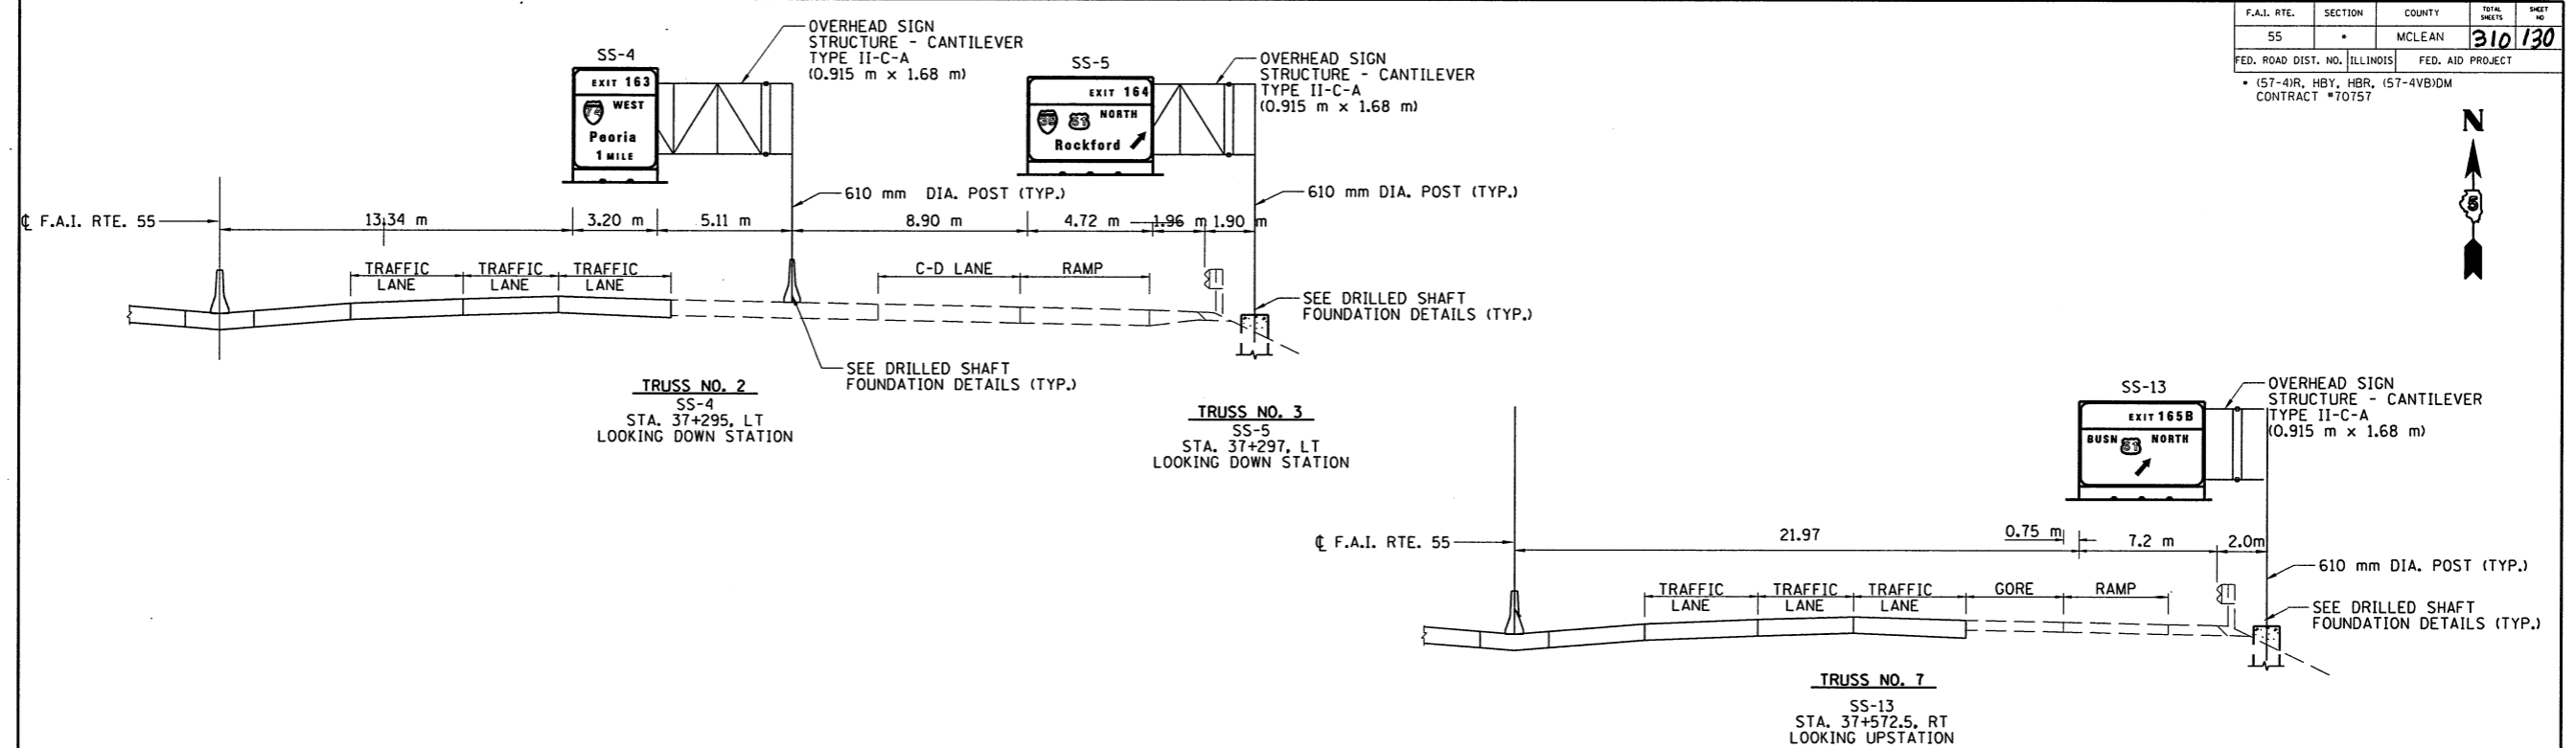 F.A.I. RTE. SECTION COUNTY TOTAL SHEETS SHEET NO
55 * MCLEAN 310 130
FED. ROAD DIST. NO. ILLINOIS FED. AID PROJECT
* (57-4)R, HBY, HBR, (57-4VB)DM
CONTRACT #70757
N
5
SS-4
EXIT 163
74 WEST
Peoria
1 MILE
OVERHEAD SIGN
STRUCTURE - CANTILEVER
TYPE II-C-A
(0.915 m x 1.68 m)
SS-5
EXIT 164
39 51 NORTH
Rockford
OVERHEAD SIGN
STRUCTURE - CANTILEVER
TYPE II-C-A
(0.915 m x 1.68 m)
610 mm DIA. POST (TYP.)
610 mm DIA. POST (TYP.)
℄ F.A.I. RTE. 55
13.34 m 3.20 m 5.11 m 8.90 m 4.72 m 1.96 m 1.90 m
TRAFFIC LANE
TRAFFIC LANE
TRAFFIC LANE
C-D LANE
RAMP
SEE DRILLED SHAFT
FOUNDATION DETAILS (TYP.)
SEE DRILLED SHAFT
FOUNDATION DETAILS (TYP.)
TRUSS NO. 2
SS-4
STA. 37+295, LT
LOOKING DOWN STATION
TRUSS NO. 3
SS-5
STA. 37+297, LT
LOOKING DOWN STATION
SS-13
EXIT 165B
BUSN 51 NORTH
OVERHEAD SIGN
STRUCTURE - CANTILEVER
TYPE II-C-A
(0.915 m x 1.68 m)
℄ F.A.I. RTE. 55
21.97 0.75 m 7.2 m 2.0m
610 mm DIA. POST (TYP.)
TRAFFIC LANE
TRAFFIC LANE
TRAFFIC LANE
GORE
RAMP
SEE DRILLED SHAFT
FOUNDATION DETAILS (TYP.)
TRUSS NO. 7
SS-13
STA. 37+572.5, RT
LOOKING UPSTATION